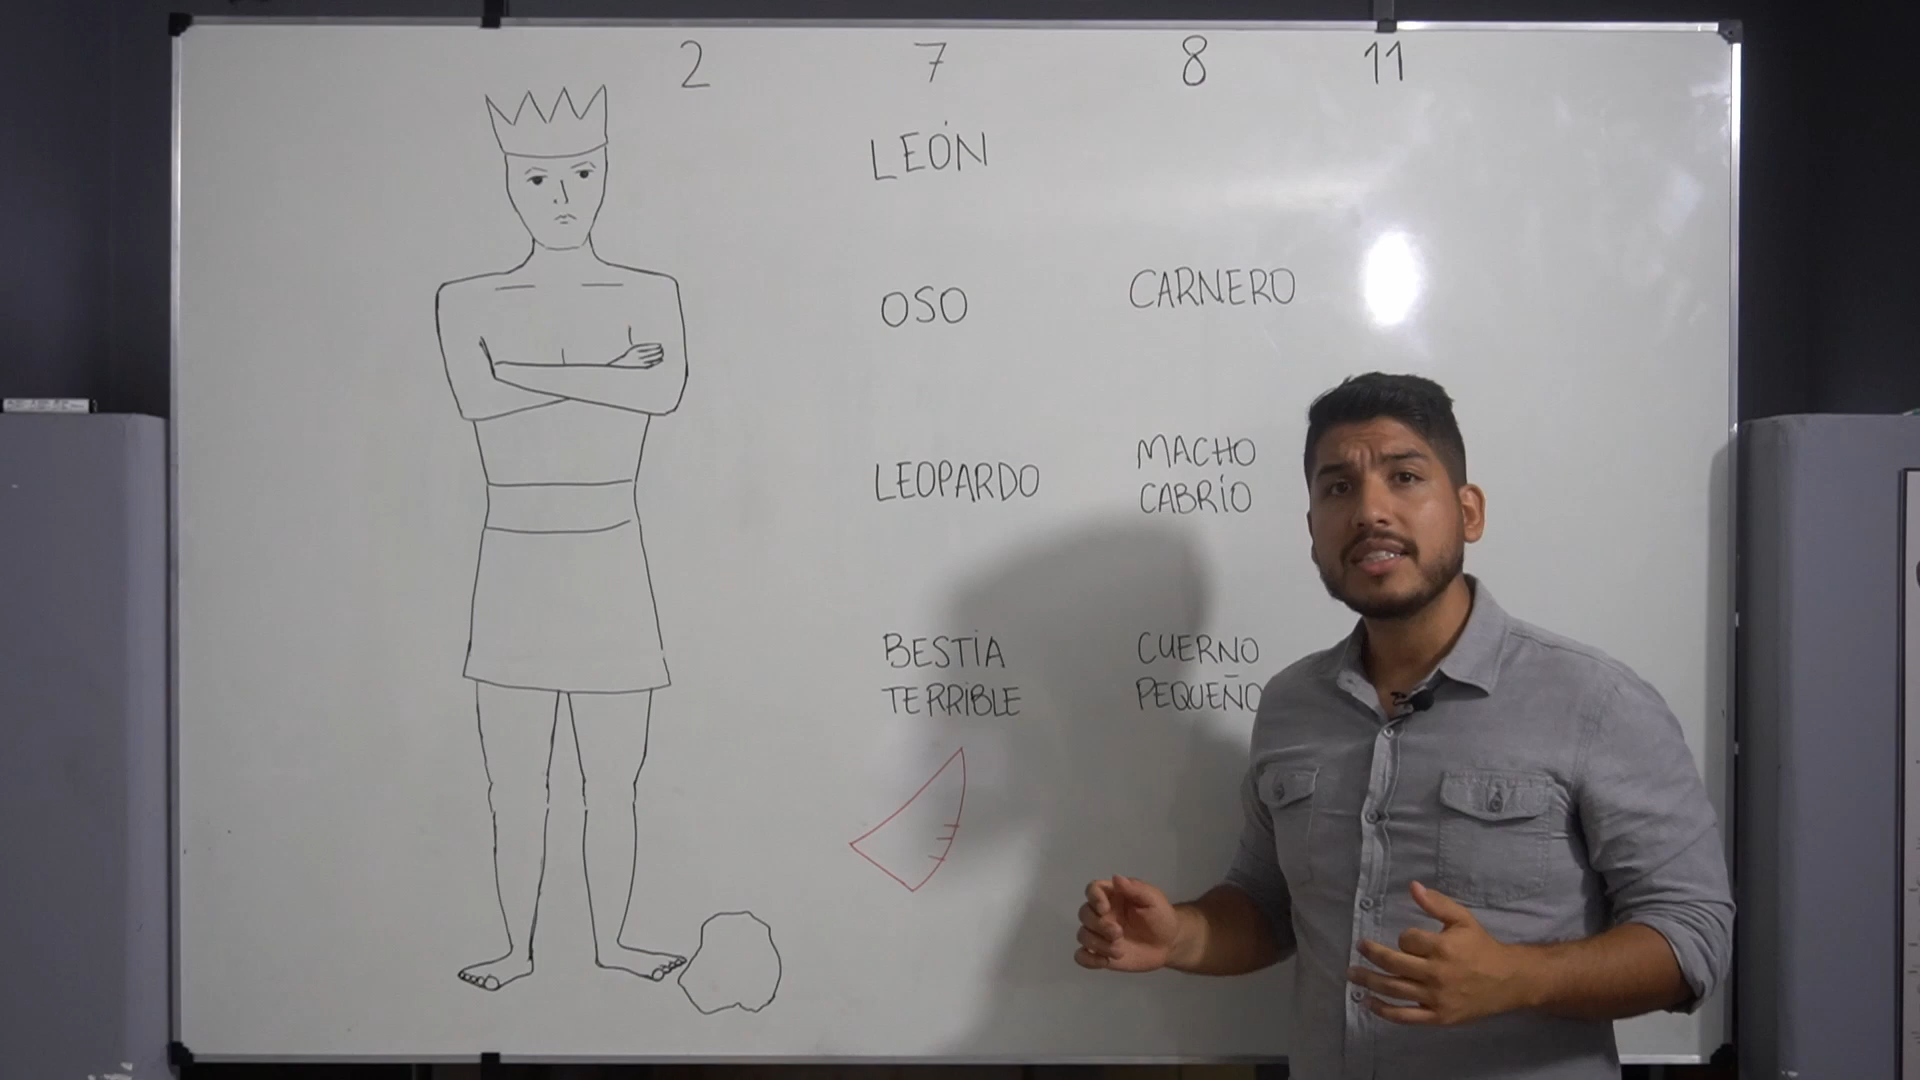 2 7 8 11
LEÓN
OSO CARNERO
LEOPARDO
MACHO
CABRÍO
BESTIA
TERRIBLE
CUERNO
PEQUEÑO